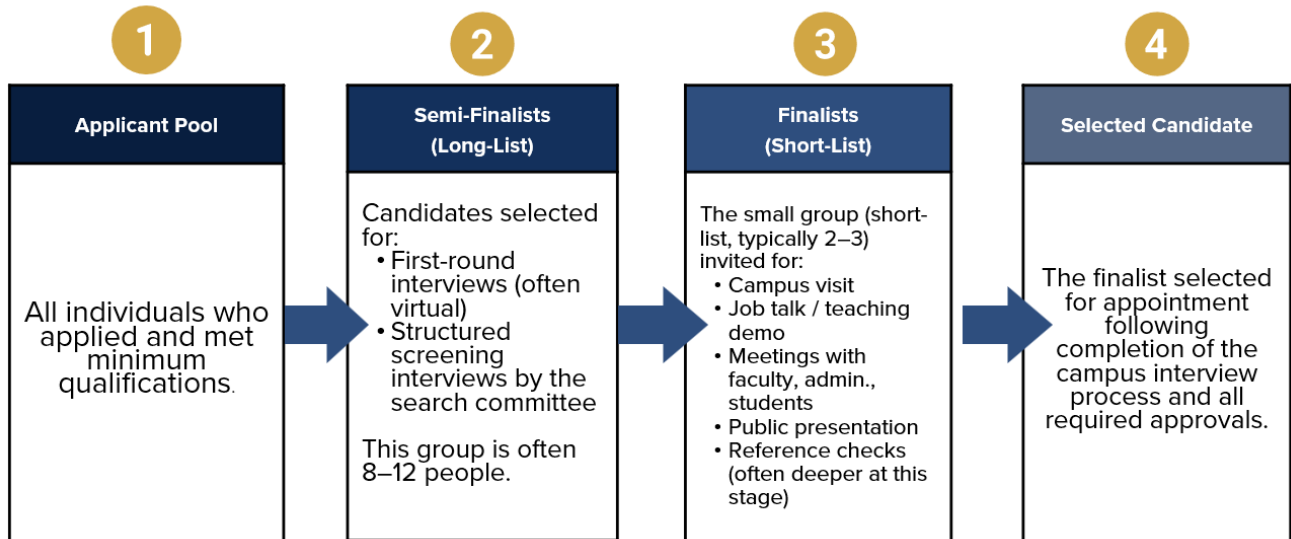 1
Applicant Pool
All individuals who
applied and met
minimum
qualifications.
2
Semi-Finalists
(Long-List)
Candidates selected
for:
• First-round
interviews (often
virtual)
• Structured
screening
interviews by the
search committee
This group is often
8–12 people.
3
Finalists
(Short-List)
The small group (short-
list, typically 2–3)
invited for:
• Campus visit
• Job talk / teaching
demo
• Meetings with
faculty, admin.,
students
• Public presentation
• Reference checks
(often deeper at this
stage)
4
Selected Candidate
The finalist selected
for appointment
following
completion of the
campus interview
process and all
required approvals.